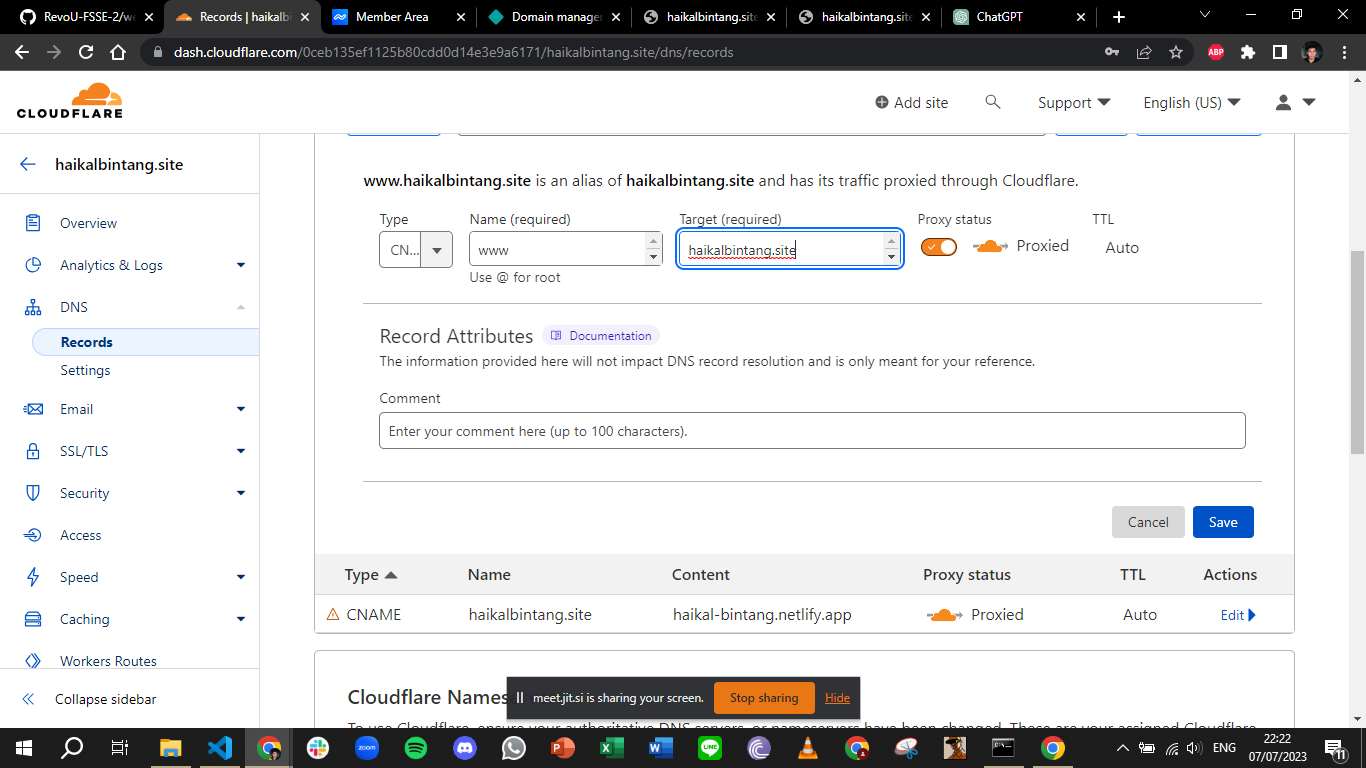 RevoU-FSSE-2/we
Records | haikalbi
Member Area
Domain manage
haikalbintang.site
haikalbintang.site
ChatGPT
dash.cloudflare.com/0ceb135ef1125b80cdd0d14e3e9a6171/haikalbintang.site/dns/records
ABP
CLOUDFLARE
Add site
Support
English (US)
haikalbintang.site
Overview
Analytics & Logs
DNS
Records
Settings
Email
SSL/TLS
Security
Access
Speed
Caching
Workers Routes
Collapse sidebar
www.haikalbintang.site is an alias of haikalbintang.site and has its traffic proxied through Cloudflare.
Type Name (required) Target (required) Proxy status TTL
CN... www haikalbintang.site Proxied Auto
Use @ for root
Record Attributes Documentation
The information provided here will not impact DNS record resolution and is only meant for your reference.
Comment
Enter your comment here (up to 100 characters).
Cancel Save
Type Name Content Proxy status TTL Actions
CNAME haikalbintang.site haikal-bintang.netlify.app Proxied Auto Edit
Cloudflare Names
To use Cloudflare, ensure your authoritative DNS servers, or nameservers have been changed. These are your assigned Cloudflare
meet.jit.si is sharing your screen. Stop sharing Hide
zoom
LINE
ENG
22:22
07/07/2023
11